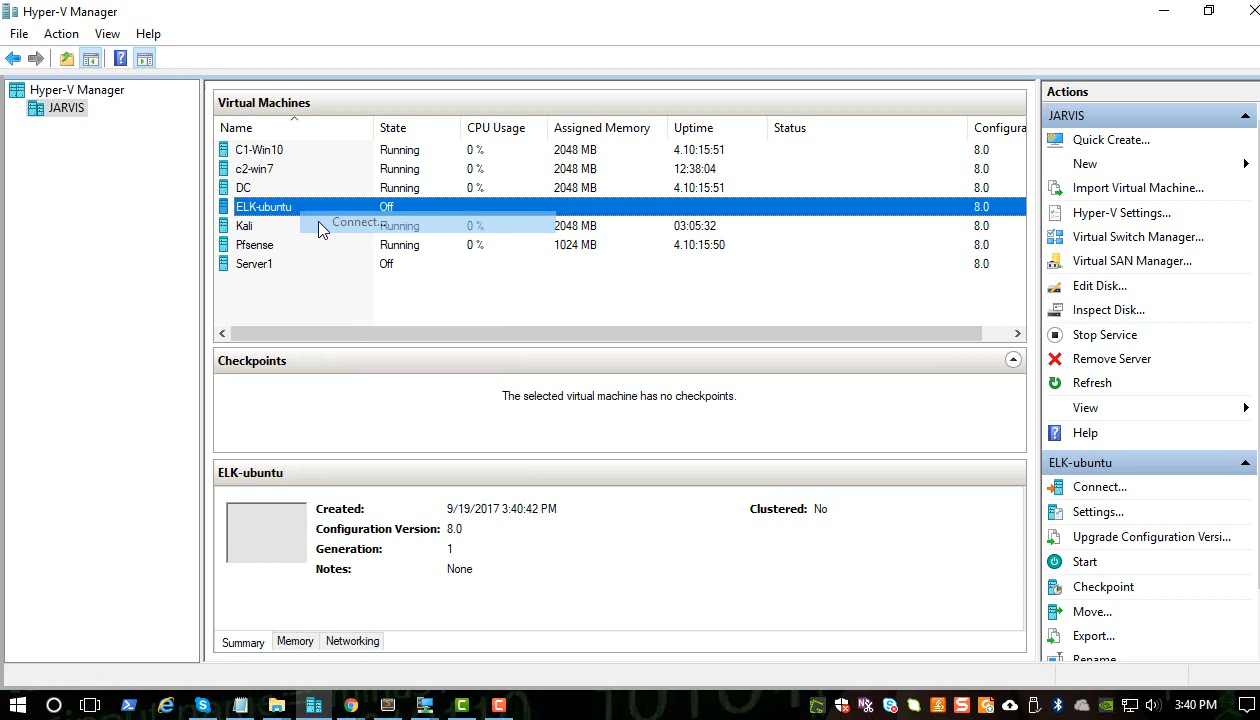 Hyper-V Manager
File Action View Help
Hyper-V Manager
JARVIS
Virtual Machines
Name State CPU Usage Assigned Memory Uptime Status Configura
C1-Win10 Running 0 % 2048 MB 4.10:15:51 8.0
c2-win7 Running 0 % 2048 MB 12:38:04 8.0
DC Running 0 % 2048 MB 4.10:15:51 8.0
ELK-ubuntu Off 8.0
Connect...
Kali Running 0 % 2048 MB 03:05:32 8.0
Pfsense Running 0 % 1024 MB 4.10:15:50 8.0
Server1 Off 8.0
Checkpoints
The selected virtual machine has no checkpoints.
ELK-ubuntu
Created: 9/19/2017 3:40:42 PM Clustered: No
Configuration Version: 8.0
Generation: 1
Notes: None
Summary Memory Networking
Actions
JARVIS
Quick Create...
New
Import Virtual Machine...
Hyper-V Settings...
Virtual Switch Manager...
Virtual SAN Manager...
Edit Disk...
Inspect Disk...
Stop Service
Remove Server
Refresh
View
Help
ELK-ubuntu
Connect...
Settings...
Upgrade Configuration Versi...
Start
Checkpoint
Move...
Export...
Rename
3:40 PM